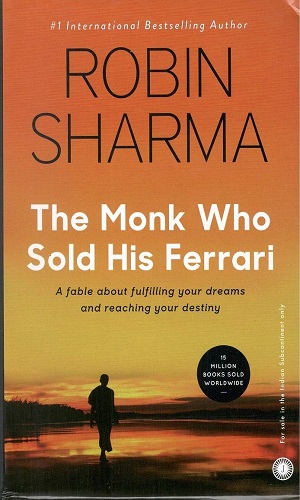 #1 International Bestselling Author
ROBIN
SHARMA
The Monk Who
Sold His Ferrari
A fable about fulfilling your dreams
and reaching your destiny
15
MILLION
BOOKS SOLD
WORLDWIDE
For sale in the Indian Subcontinent only